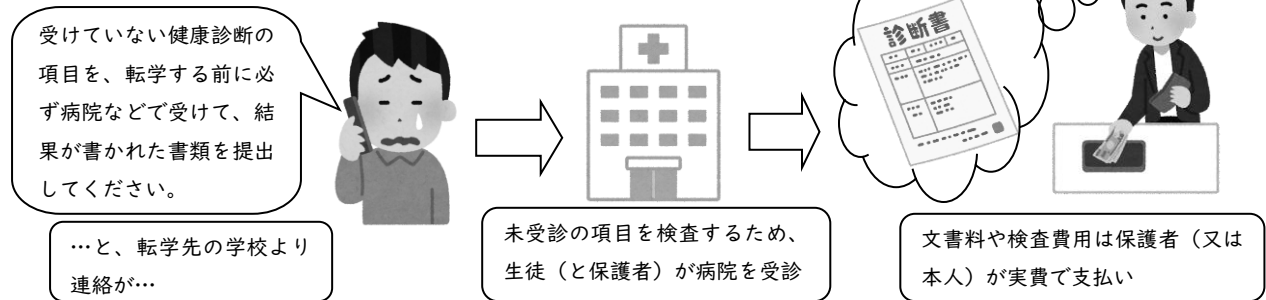 受けていない健康診断の
項目を、転学する前に必
ず病院などで受けて、結
果が書かれた書類を提出
してください。
…と、転学先の学校より
連絡が…
未受診の項目を検査するため、
生徒（と保護者）が病院を受診
診断書
文書料や検査費用は保護者（又は
本人）が実費で支払い